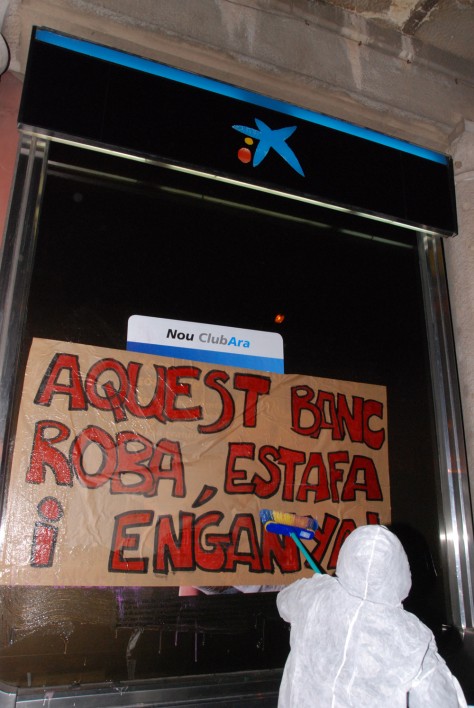 Nou ClubAra
AQUEST BANC
ROBA, ESTAFA
i ENGANYA!